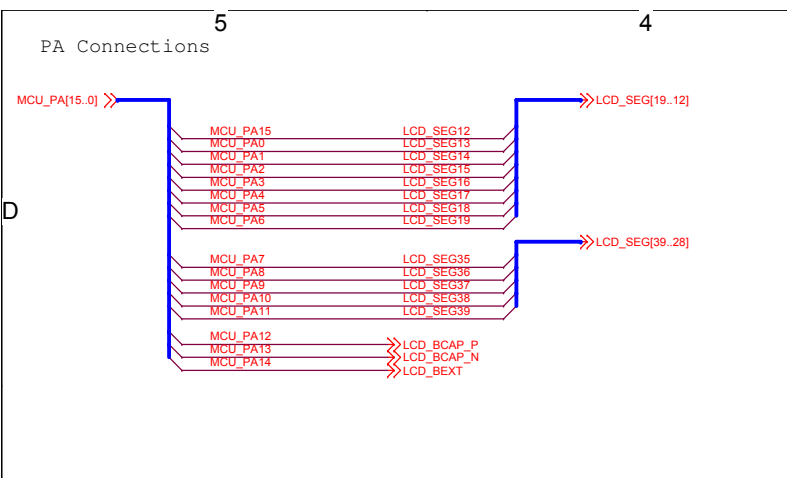 5 4
PA Connections
MCU_PA[15..0] LCD_SEG[19..12]
MCU_PA15 LCD_SEG12
MCU_PA0 LCD_SEG13
MCU_PA1 LCD_SEG14
MCU_PA2 LCD_SEG15
MCU_PA3 LCD_SEG16
MCU_PA4 LCD_SEG17
MCU_PA5 LCD_SEG18
D
MCU_PA6 LCD_SEG19
LCD_SEG[39..28]
MCU_PA7 LCD_SEG35
MCU_PA8 LCD_SEG36
MCU_PA9 LCD_SEG37
MCU_PA10 LCD_SEG38
MCU_PA11 LCD_SEG39
MCU_PA12 LCD_BCAP_P
MCU_PA13 LCD_BCAP_N
MCU_PA14 LCD_BEXT